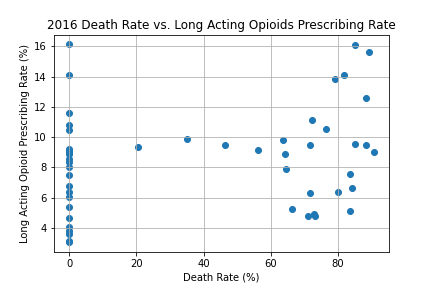 2016 Death Rate vs. Long Acting Opioids Prescribing Rate
Long Acting Opioid Prescribing Rate (%)
16
14
12
10
8
6
4
0 20 40 60 80
Death Rate (%)